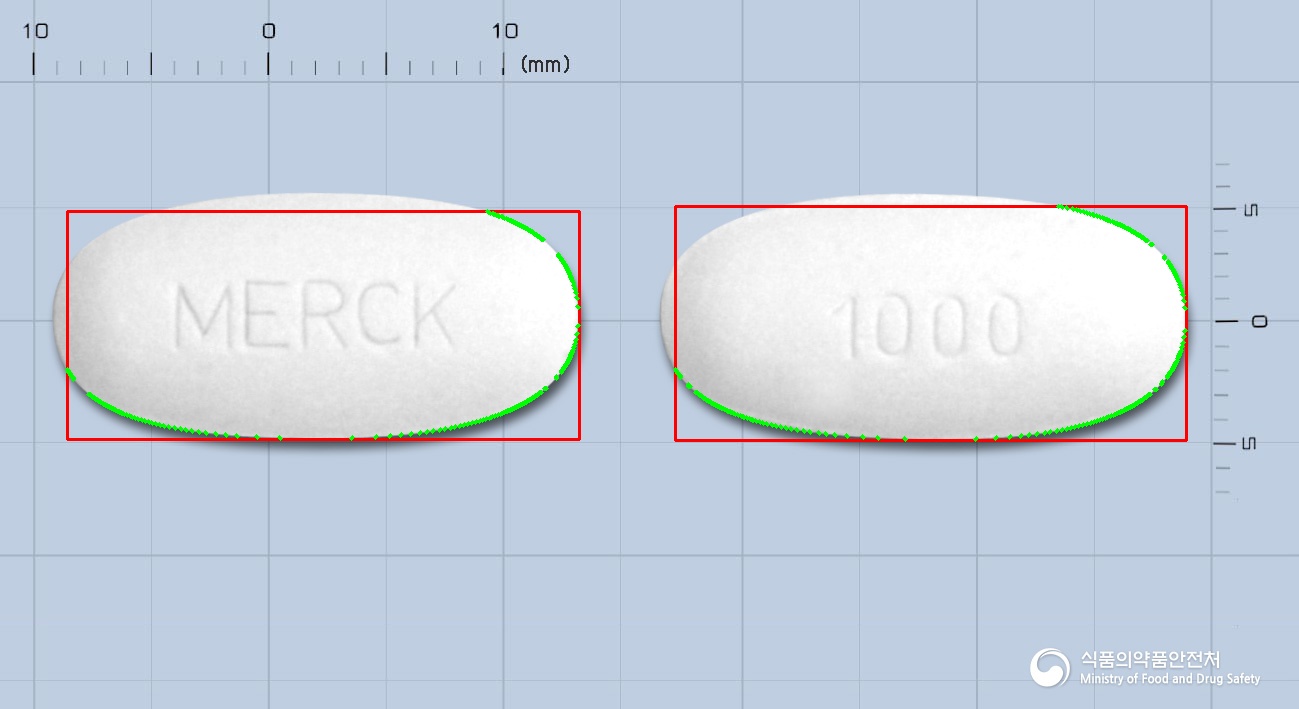 10 0 10
(mm)
MERCK
1000
5
0
5
식품의약품안전처
Ministry of Food and Drug Safety